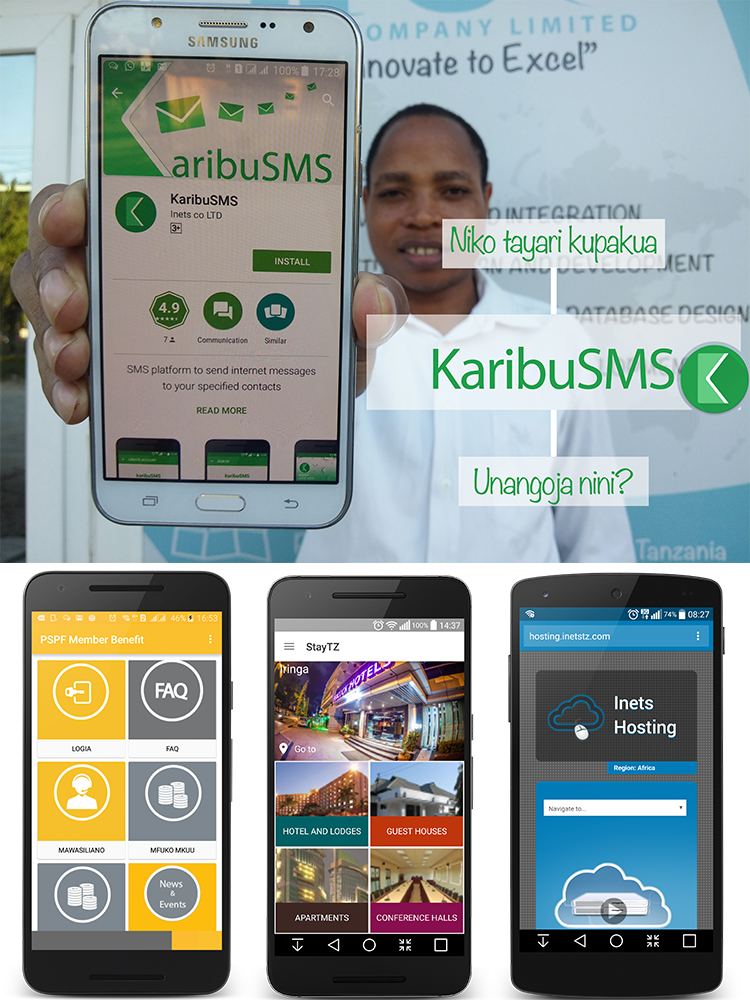 COMPANY LIMITED
nnovate to Excel”
SAMSUNG
100% 17:28
aribuSMS
KaribuSMS
Inets co LTD
3+
INSTALL
4.9
7
Communication
Similar
SMS platform to send internet messages
to your specified contacts
READ MORE
D INTEGRATION
Niko tayari kupakua
N AND DEVELOPMENT
DATABASE DESIGN
KaribuSMS
Unangoja nini?
Tanzania
46% 16:53
PSPF Member Benefit
LOGIA
FAQ
FAQ
MAWASILIANO
MFUKO MKUU
News
&
Events
100% 14:37
StayTZ
Iringa
HOTELS
Go to
HOTEL AND LODGES
GUEST HOUSES
APARTMENTS
CONFERENCE HALLS
74% 08:27
hosting.inetstz.com
Inets
Hosting
Region: Africa
Navigate to...